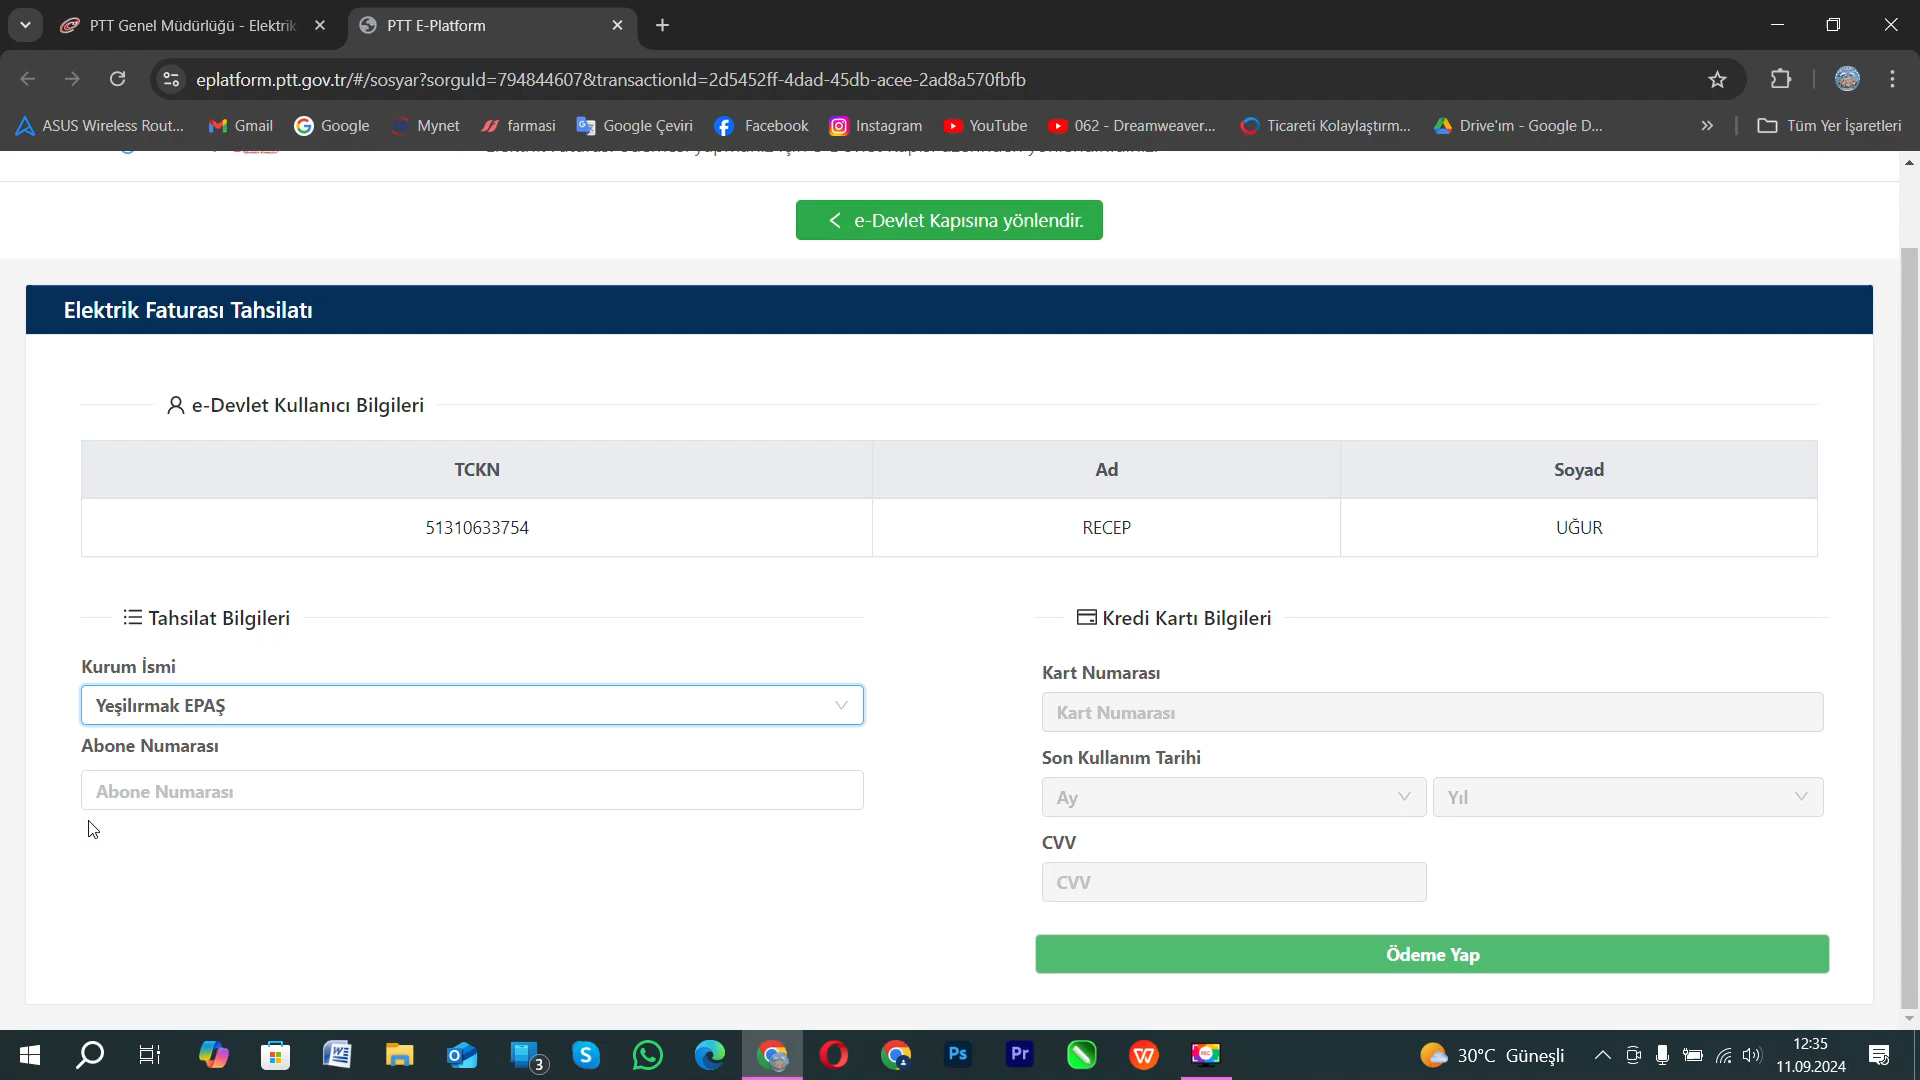 PTT Genel Müdürlüğü - Elektrik
PTT E-Platform
eplatform.ptt.gov.tr/#/sosyar?sorguId=794844607&transactionId=2d5452ff-4dad-45db-acee-2ad8a570fbfb
ASUS Wireless Rout...
Gmail
Google
Mynet
farmasi
Google Çeviri
Facebook
Instagram
YouTube
062 - Dreamweaver...
Ticareti Kolaylaştırm...
Drive'ım - Google D...
Tüm Yer İşaretleri
Elektrik Faturası ödemesi yapmanız için e-Devlet Kapısı üzerinden yönlendirildiniz.
e-Devlet Kapısına yönlendir.
Elektrik Faturası Tahsilatı
e-Devlet Kullanıcı Bilgileri
TCKN Ad Soyad
51310633754 RECEP UĞUR
Tahsilat Bilgileri
Kurum İsmi
Yeşilırmak EPAŞ
Abone Numarası
Abone Numarası
Kredi Kartı Bilgileri
Kart Numarası
Kart Numarası
Son Kullanım Tarihi
Ay
Yıl
CVV
CVV
Ödeme Yap
3
30°C Güneşli
12:35
11.09.2024